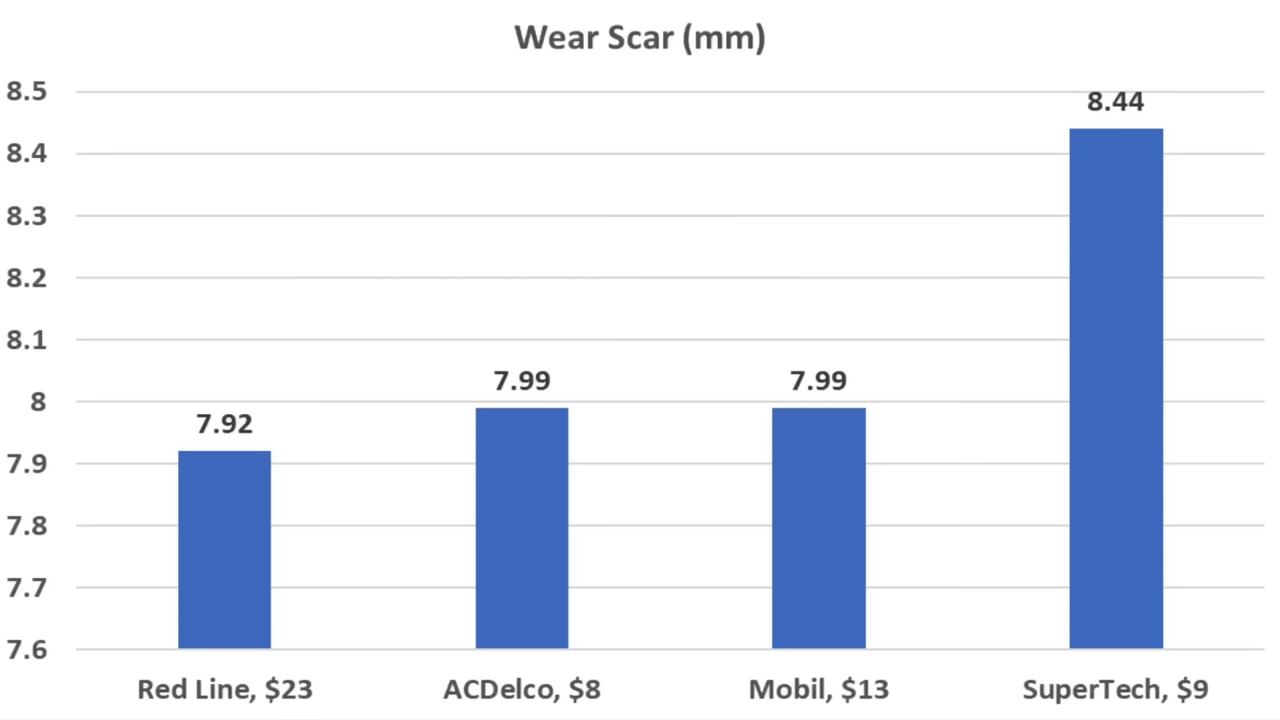 Wear Scar (mm)
8.5
8.4
8.3
8.2
8.1
8
7.9
7.8
7.7
7.6
7.92
7.99
7.99
8.44
Red Line, $23
ACDelco, $8
Mobil, $13
SuperTech, $9